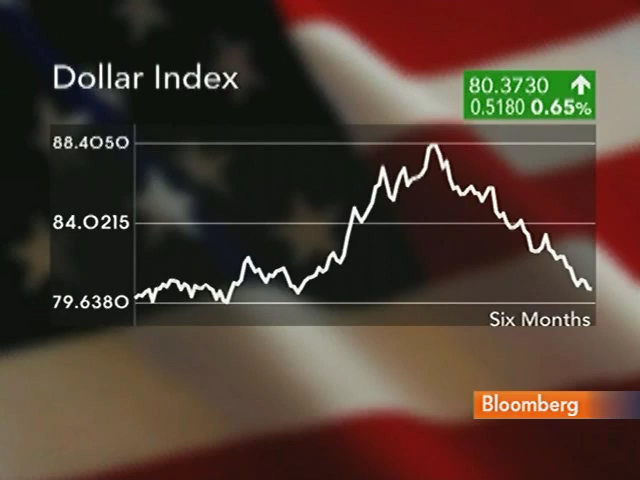 Dollar Index
80.3730
0.5180 0.65%
88.4050
84.0215
79.6380
Six Months
Bloomberg